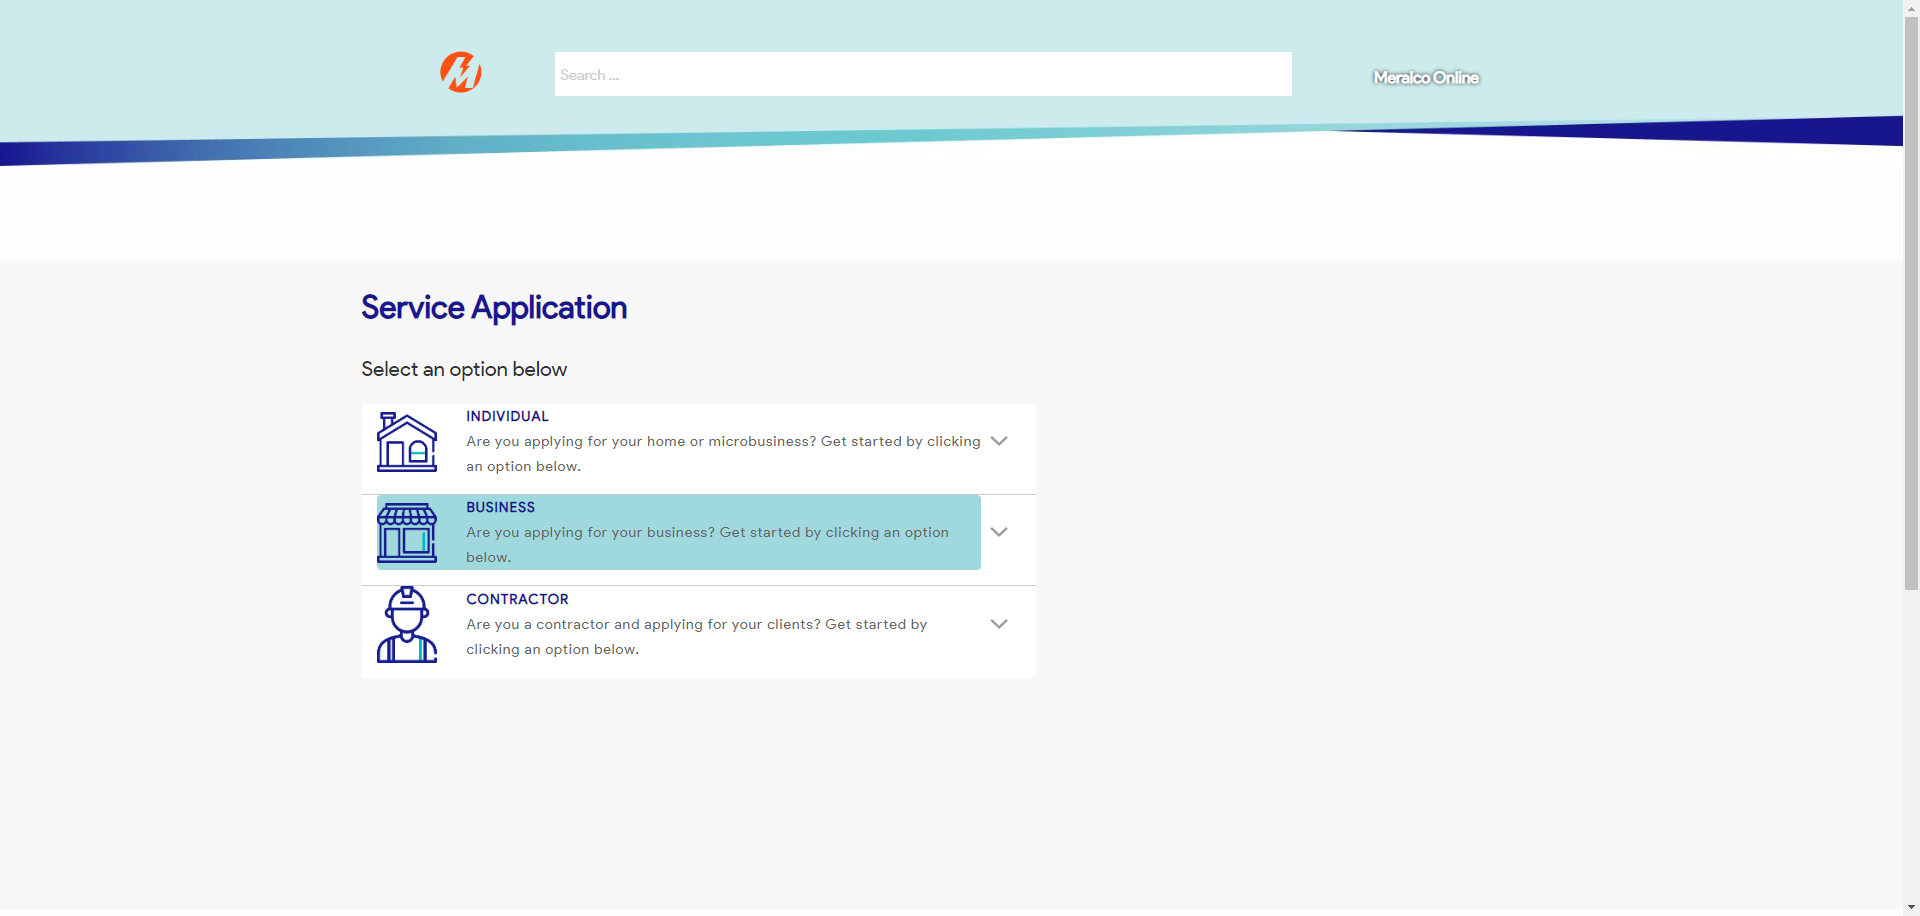 Search ...
Meralco Online
Service Application
Select an option below
INDIVIDUAL
Are you applying for your home or microbusiness? Get started by clicking
an option below.
BUSINESS
Are you applying for your business? Get started by clicking an option
below.
CONTRACTOR
Are you a contractor and applying for your clients? Get started by
clicking an option below.